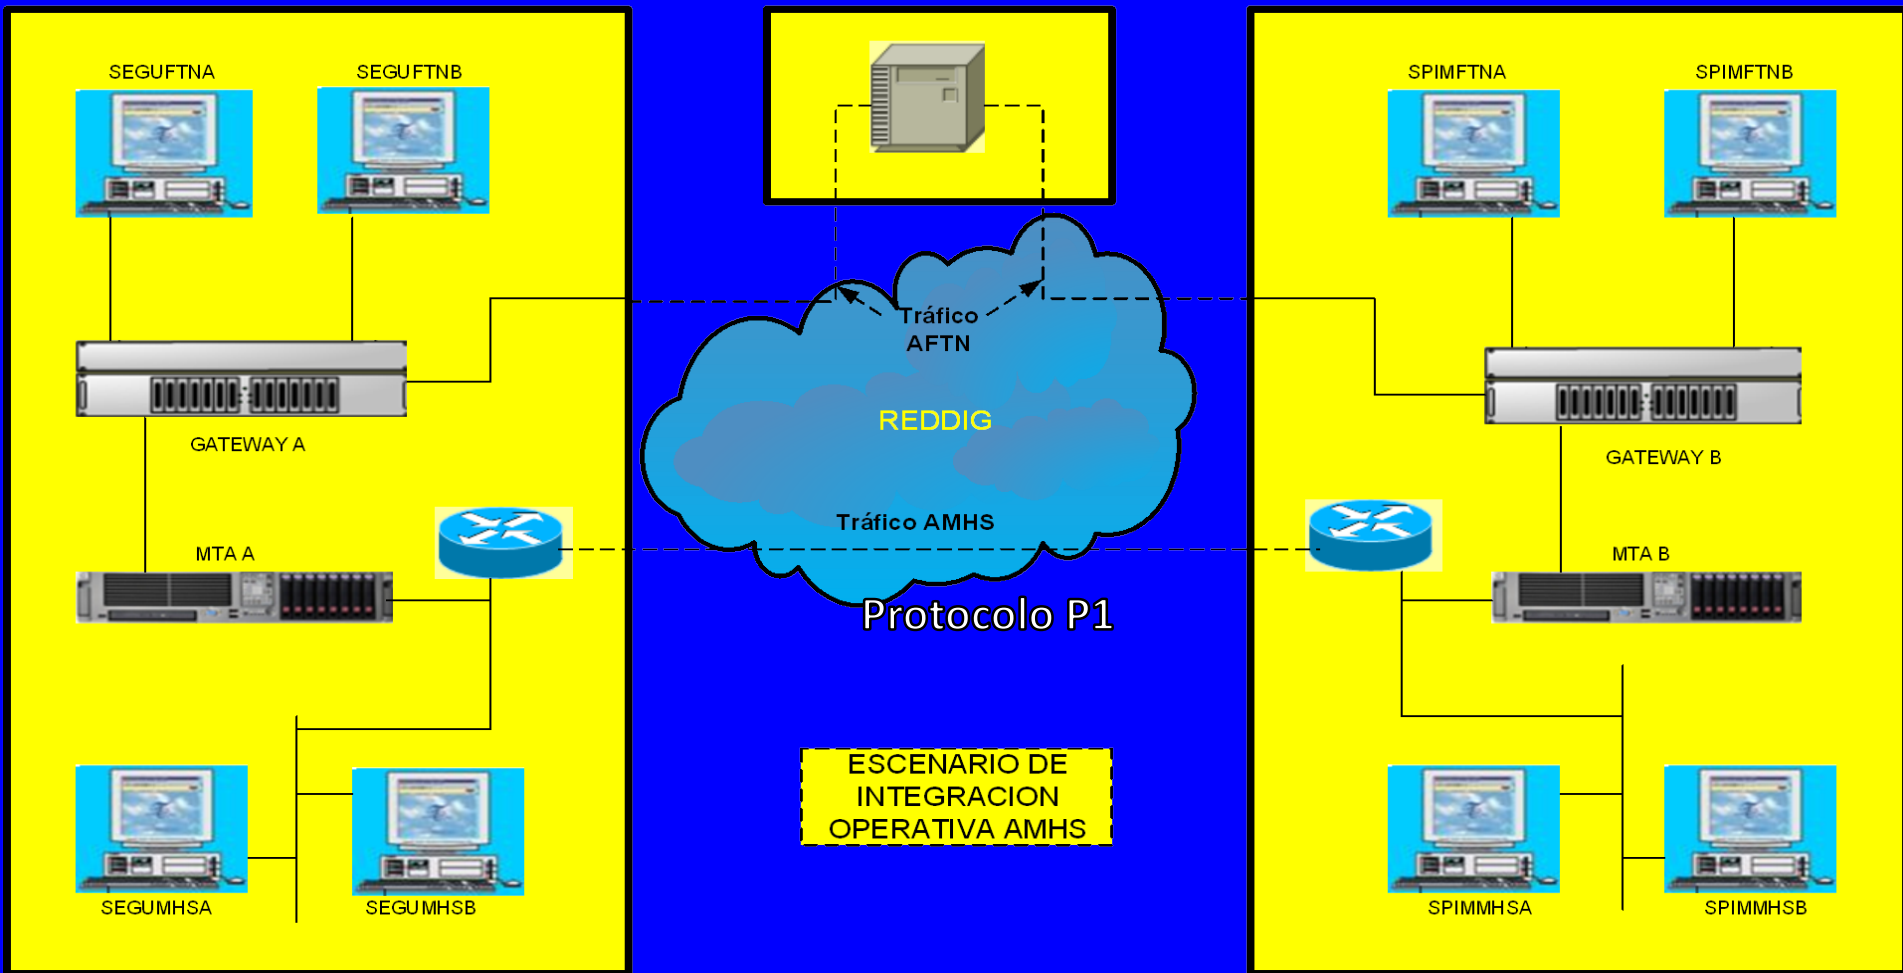 SEGUFTNA
SEGUFTNB
SPIMFTNA
SPIMFTNB
Tráfico
AFTN
REDDIG
GATEWAY A
GATEWAY B
Tráfico AMHS
MTA A
MTA B
Protocolo P1
ESCENARIO DE
INTEGRACION
OPERATIVA AMHS
SEGUMHSA
SEGUMHSB
SPIMMHSA
SPIMMHSB